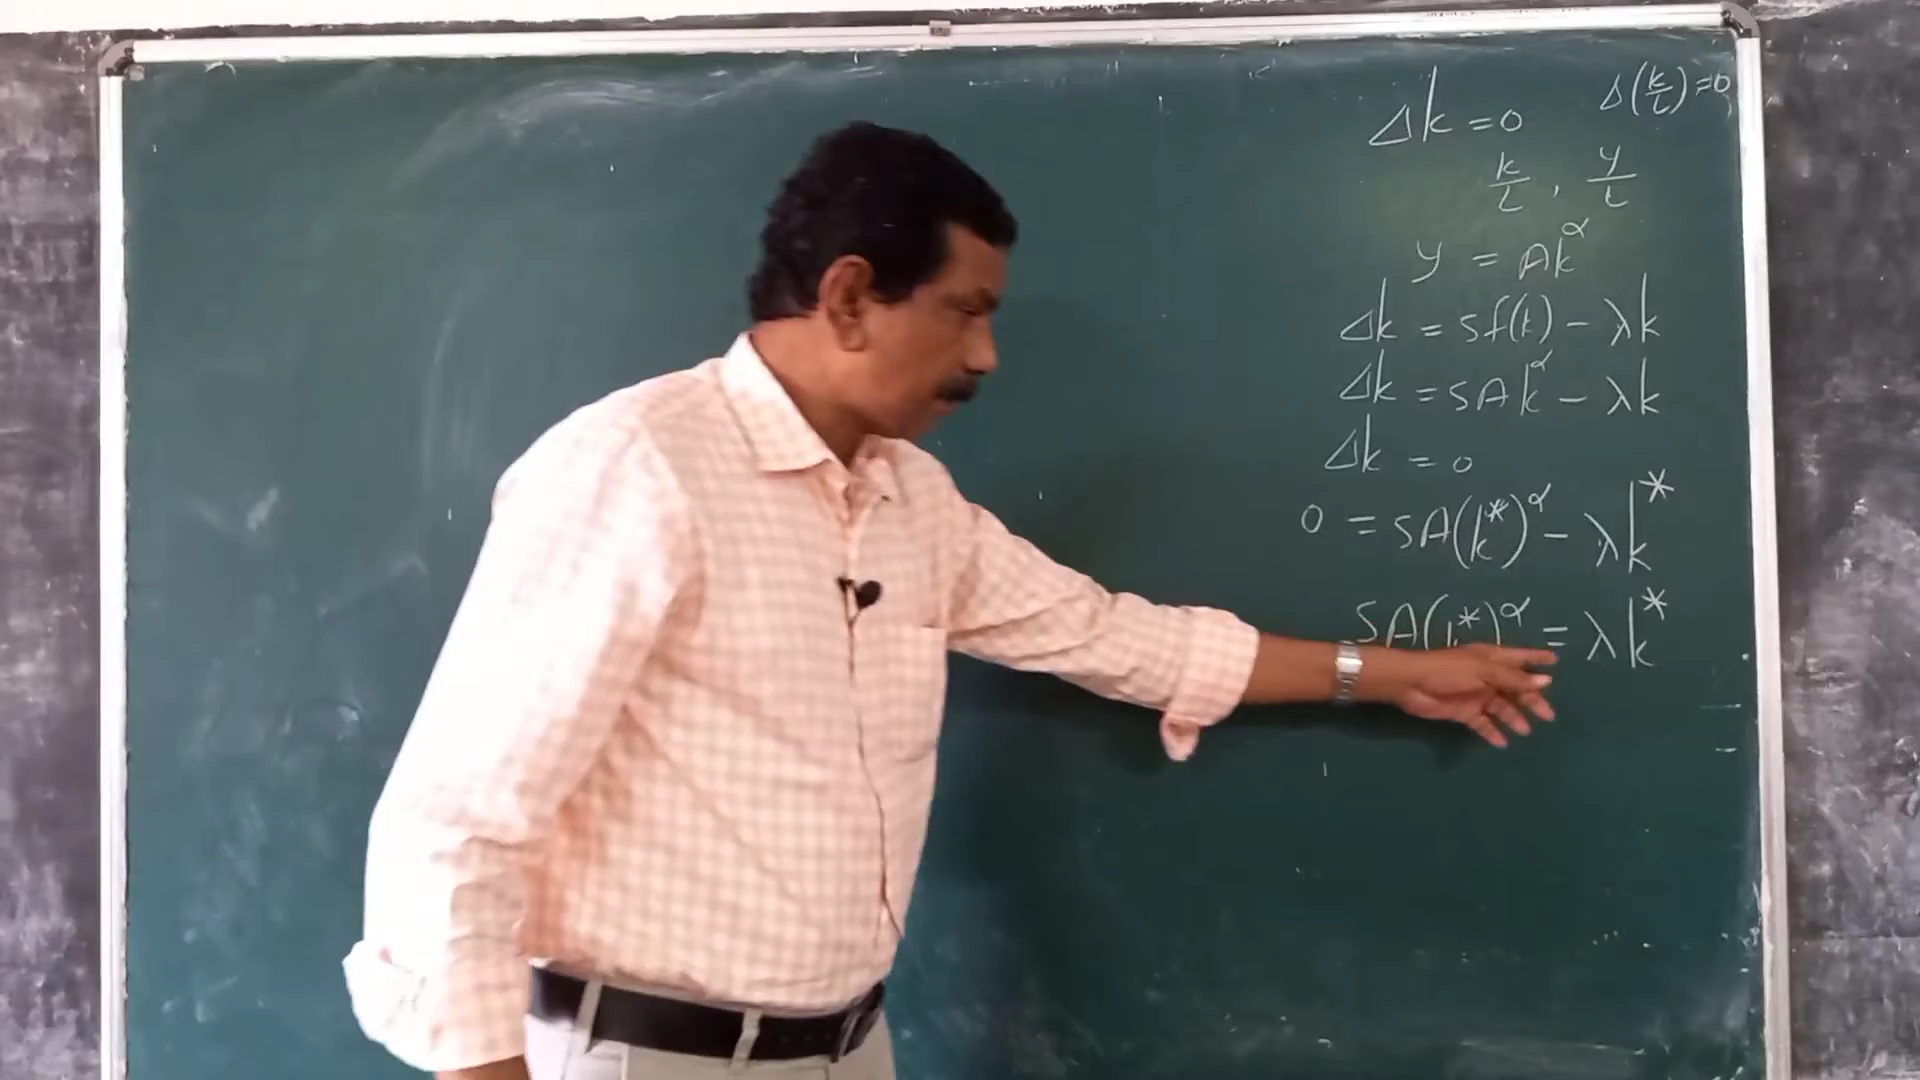 Δk = 0 Δ(k/L) = 0
k/L , y/L
y = Ak^α
Δk = sf(k) - λk
Δk = sAk^α - λk
Δk = 0
0 = sA(k*)^α - λk*
sA(k*)^α = λk*